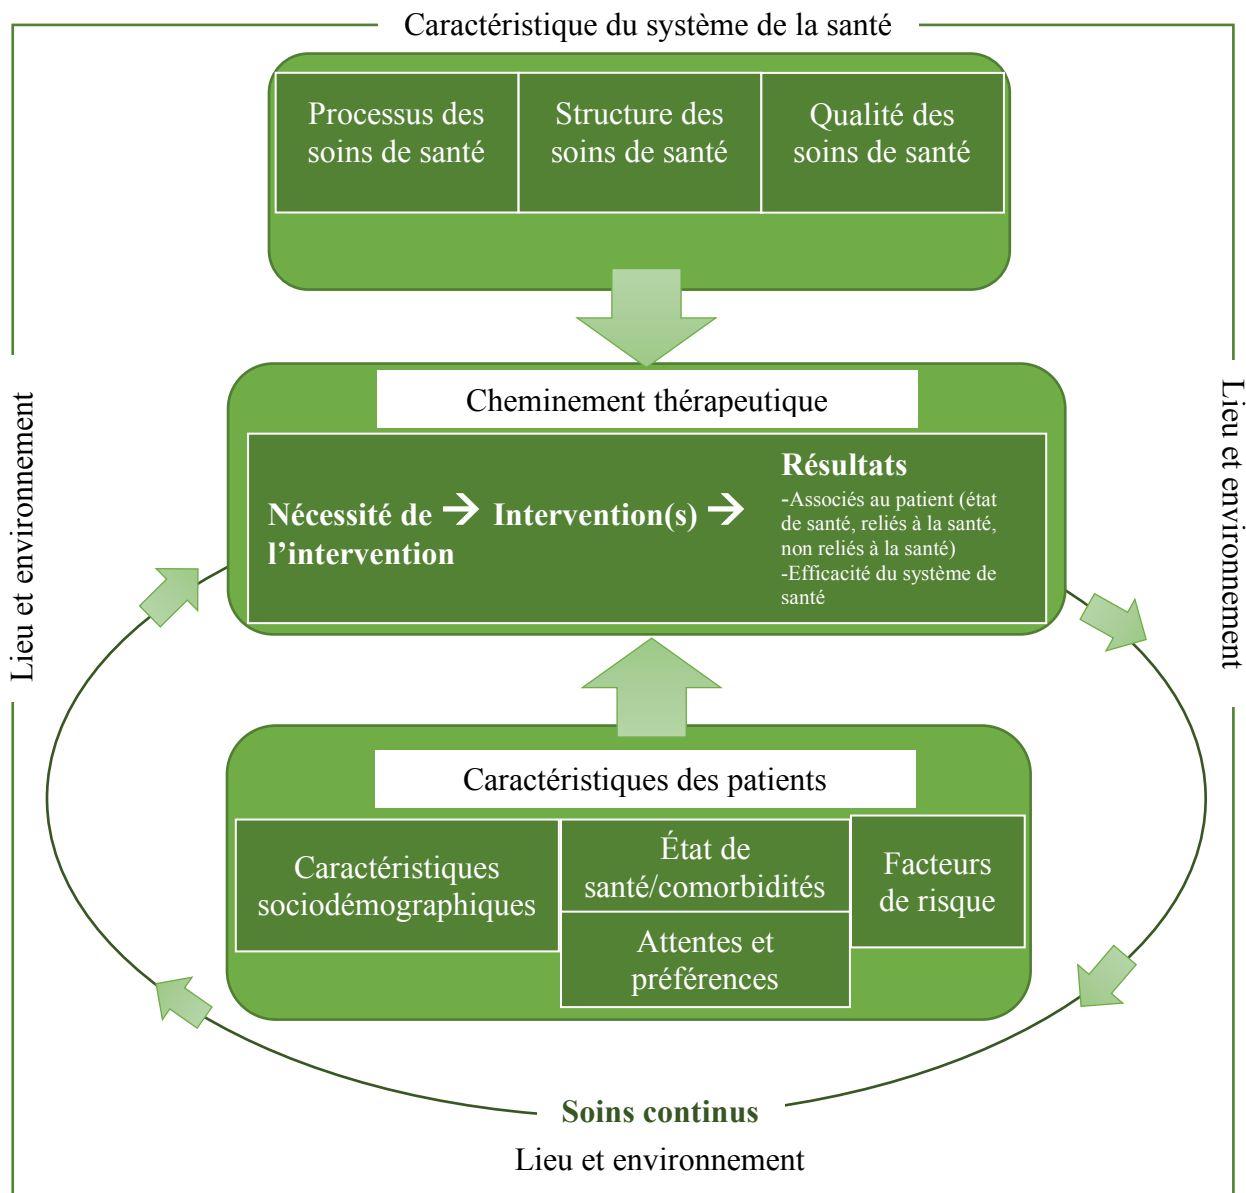 Caractéristique du système de la santé
Processus des
soins de santé
Structure des
soins de santé
Qualité des
soins de santé
Lieu et environnement
Lieu et environnement
Cheminement thérapeutique
Nécessité de → Intervention(s) →
l’intervention
Résultats
-Associés au patient (état
de santé, reliés à la santé,
non reliés à la santé)
-Efficacité du système de
santé
Caractéristiques des patients
Caractéristiques
sociodémographiques
État de
santé/comorbidités
Attentes et
préférences
Facteurs
de risque
Soins continus
Lieu et environnement